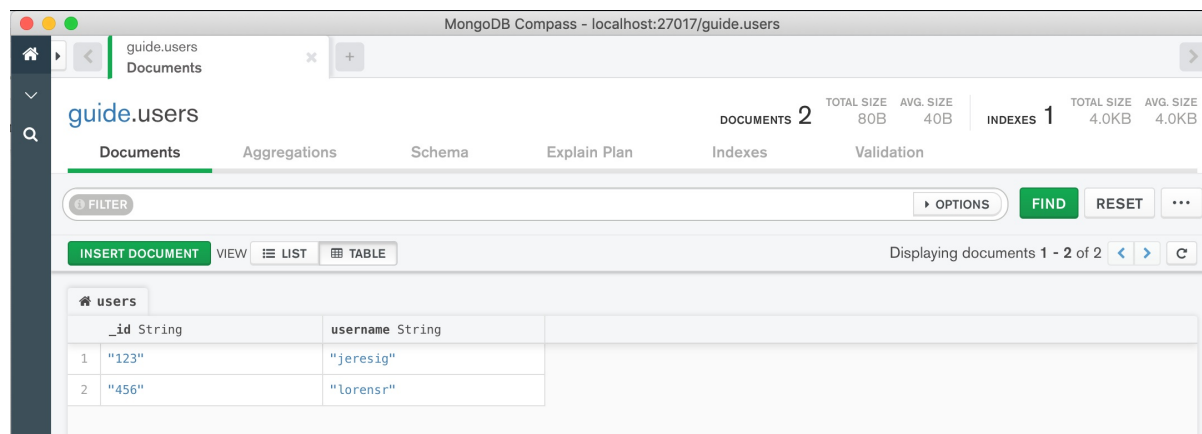 MongoDB Compass - localhost:27017/guide.users
guide.users
Documents
guide.users
DOCUMENTS 2 TOTAL SIZE 80B AVG. SIZE 40B INDEXES 1 TOTAL SIZE 4.0KB AVG. SIZE 4.0KB
Documents Aggregations Schema Explain Plan Indexes Validation
FILTER OPTIONS FIND RESET ...
INSERT DOCUMENT VIEW LIST TABLE Displaying documents 1 - 2 of 2
users
_id String username String
1 "123" "jeresig"
2 "456" "lorensr"